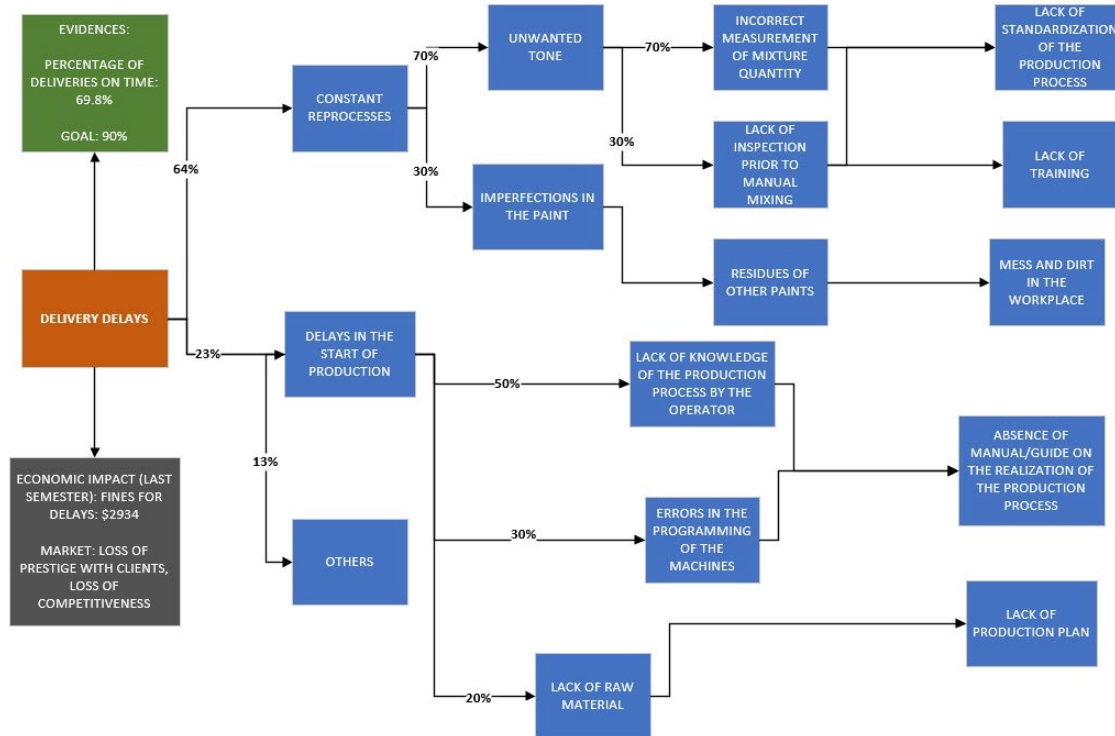 EVIDENCES:
PERCENTAGE OF
DELIVERIES ON TIME:
69.8%
GOAL: 90%
DELIVERY DELAYS
ECONOMIC IMPACT (LAST
SEMESTER): FINES FOR
DELAYS: $2934
MARKET: LOSS OF
PRESTIGE WITH CLIENTS,
LOSS OF
COMPETITIVENESS
64%
23%
13%
CONSTANT
REPROCESSES
70%
30%
UNWANTED
TONE
IMPERFECTIONS IN
THE PAINT
70%
30%
INCORRECT
MEASUREMENT
OF MIXTURE
QUANTITY
LACK OF
INSPECTION
PRIOR TO
MANUAL
MIXING
RESIDUES OF
OTHER PAINTS
LACK OF
STANDARDIZATION
OF THE
PRODUCTION
PROCESS
LACK OF
TRAINING
MESS AND DIRT
IN THE
WORKPLACE
DELAYS IN THE
START OF
PRODUCTION
OTHERS
50%
30%
20%
LACK OF KNOWLEDGE
OF THE PRODUCTION
PROCESS BY THE
OPERATOR
ERRORS IN THE
PROGRAMMING
OF THE
MACHINES
LACK OF RAW
MATERIAL
ABSENCE OF
MANUAL/GUIDE ON
THE REALIZATION OF
THE PRODUCTION
PROCESS
LACK OF
PRODUCTION PLAN